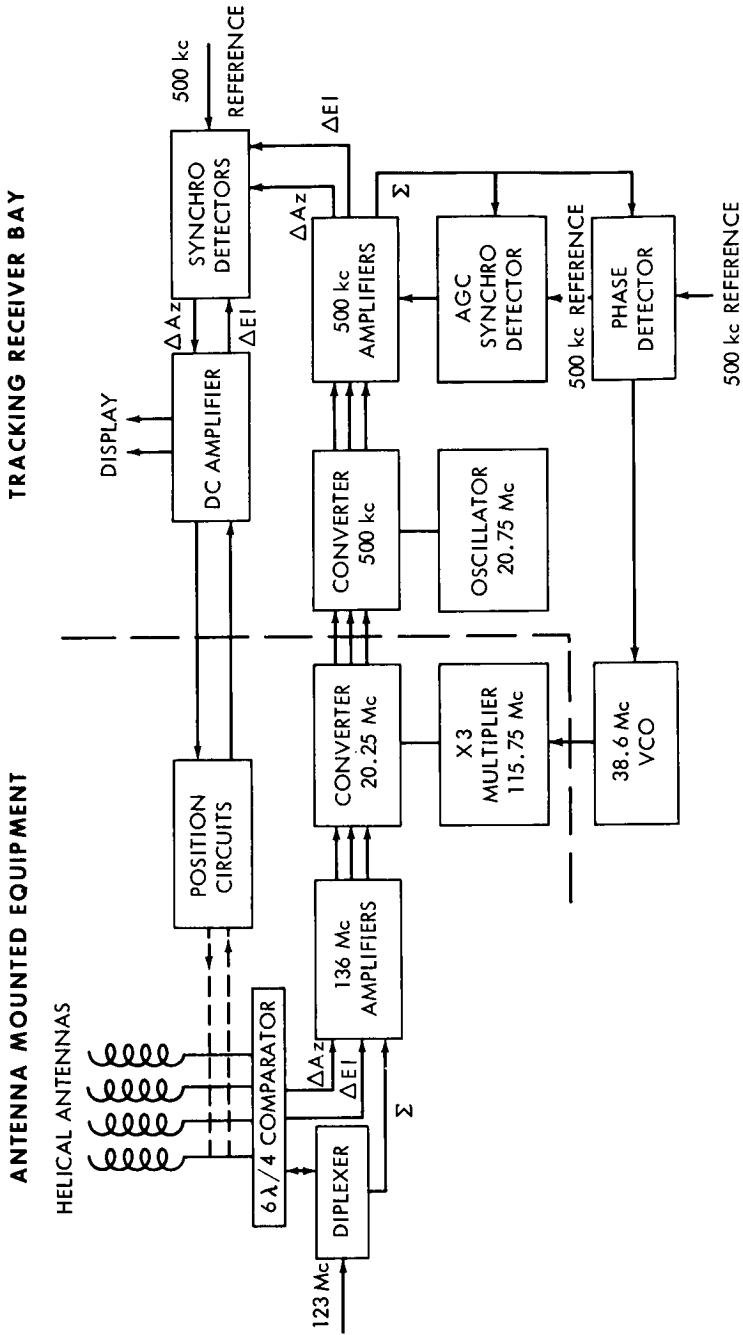 ANTENNA MOUNTED EQUIPMENT
TRACKING RECEIVER BAY
HELICAL ANTENNAS
6λ/4 COMPARATOR
123 Mc
DIPLEXER
ΔAz
ΔEl
Σ
136 Mc
AMPLIFIERS
POSITION
CIRCUITS
CONVERTER
20.25 Mc
X3
MULTIPLIER
115.75 Mc
38.6 Mc
VCO
CONVERTER
500 kc
OSCILLATOR
20.75 Mc
DISPLAY
DC AMPLIFIER
ΔAz
ΔEl
SYNCHRO
DETECTORS
500 kc
REFERENCE
ΔAz
ΔEl
500 kc
AMPLIFIERS
Σ
AGC
SYNCHRO
DETECTOR
500 kc REFERENCE
PHASE
DETECTOR
500 kc REFERENCE